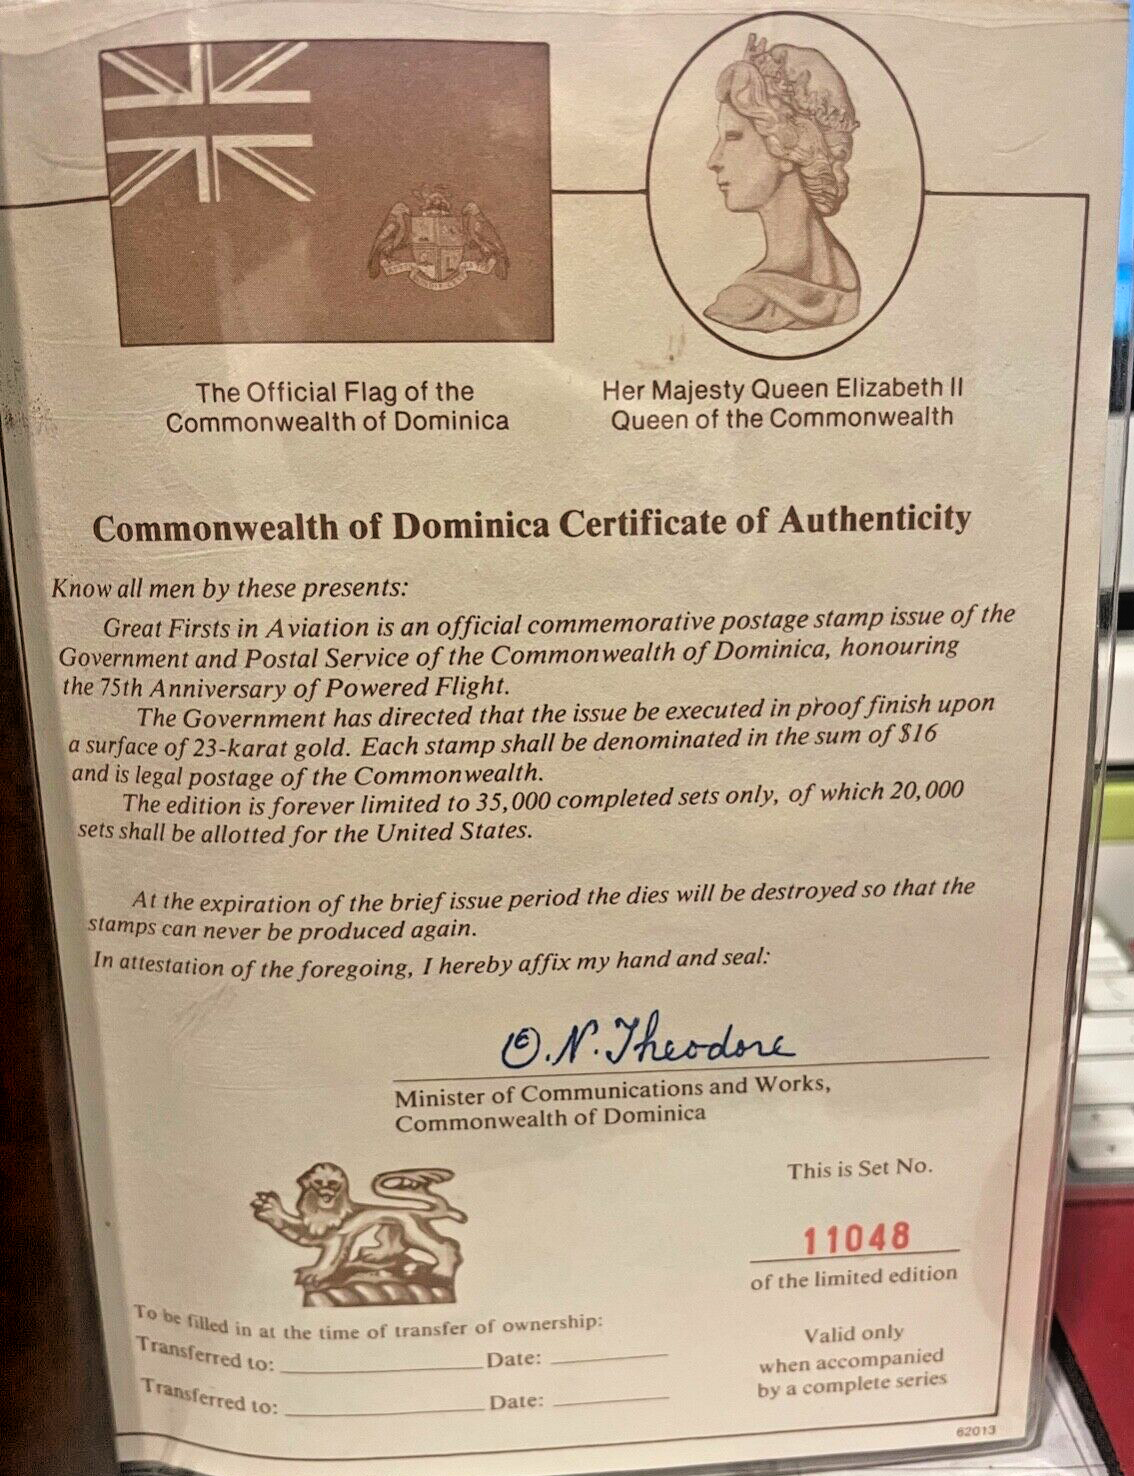 The Official Flag of the
Commonwealth of Dominica
Her Majesty Queen Elizabeth II
Queen of the Commonwealth
Commonwealth of Dominica Certificate of Authenticity
Know all men by these presents:
Great Firsts in Aviation is an official commemorative postage stamp issue of the
Government and Postal Service of the Commonwealth of Dominica, honouring
the 75th Anniversary of Powered Flight.
The Government has directed that the issue be executed in proof finish upon
a surface of 23-karat gold. Each stamp shall be denominated in the sum of $16
and is legal postage of the Commonwealth.
The edition is forever limited to 35,000 completed sets only, of which 20,000
sets shall be allotted for the United States.
At the expiration of the brief issue period the dies will be destroyed so that the
stamps can never be produced again.
In attestation of the foregoing, I hereby affix my hand and seal:
O. N. Theodore
Minister of Communications and Works,
Commonwealth of Dominica
This is Set No.
11048
of the limited edition
To be filled in at the time of transfer of ownership:
Transferred to: Date:
Transferred to: Date:
Valid only
when accompanied
by a complete series
62013